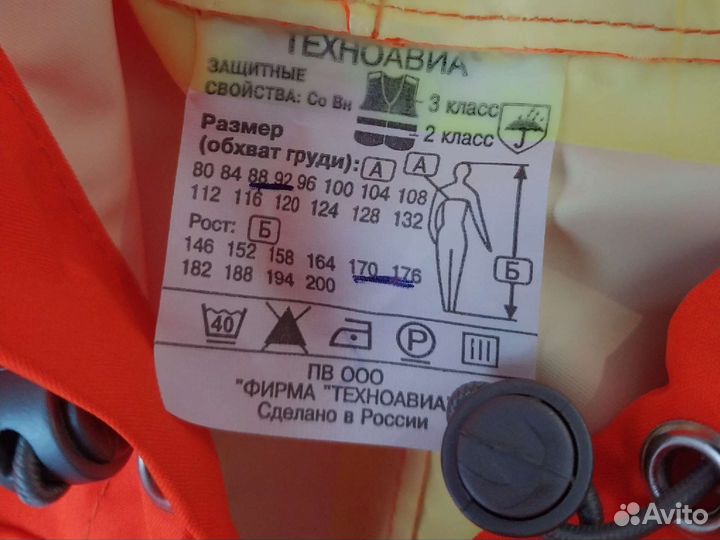 ТЕХНОАВИА
ЗАЩИТНЫЕ
СВОЙСТВА: Со Вн
3 класс
2 класс
Размер
(обхват груди): А А
80 84 88 92 96 100 104 108
112 116 120 124 128 132
Рост: Б
146 152 158 164 170 176
182 188 194 200
Б
40 P
ПВ ООО
"ФИРМА "ТЕХНОАВИА
Сделано в России
Avito